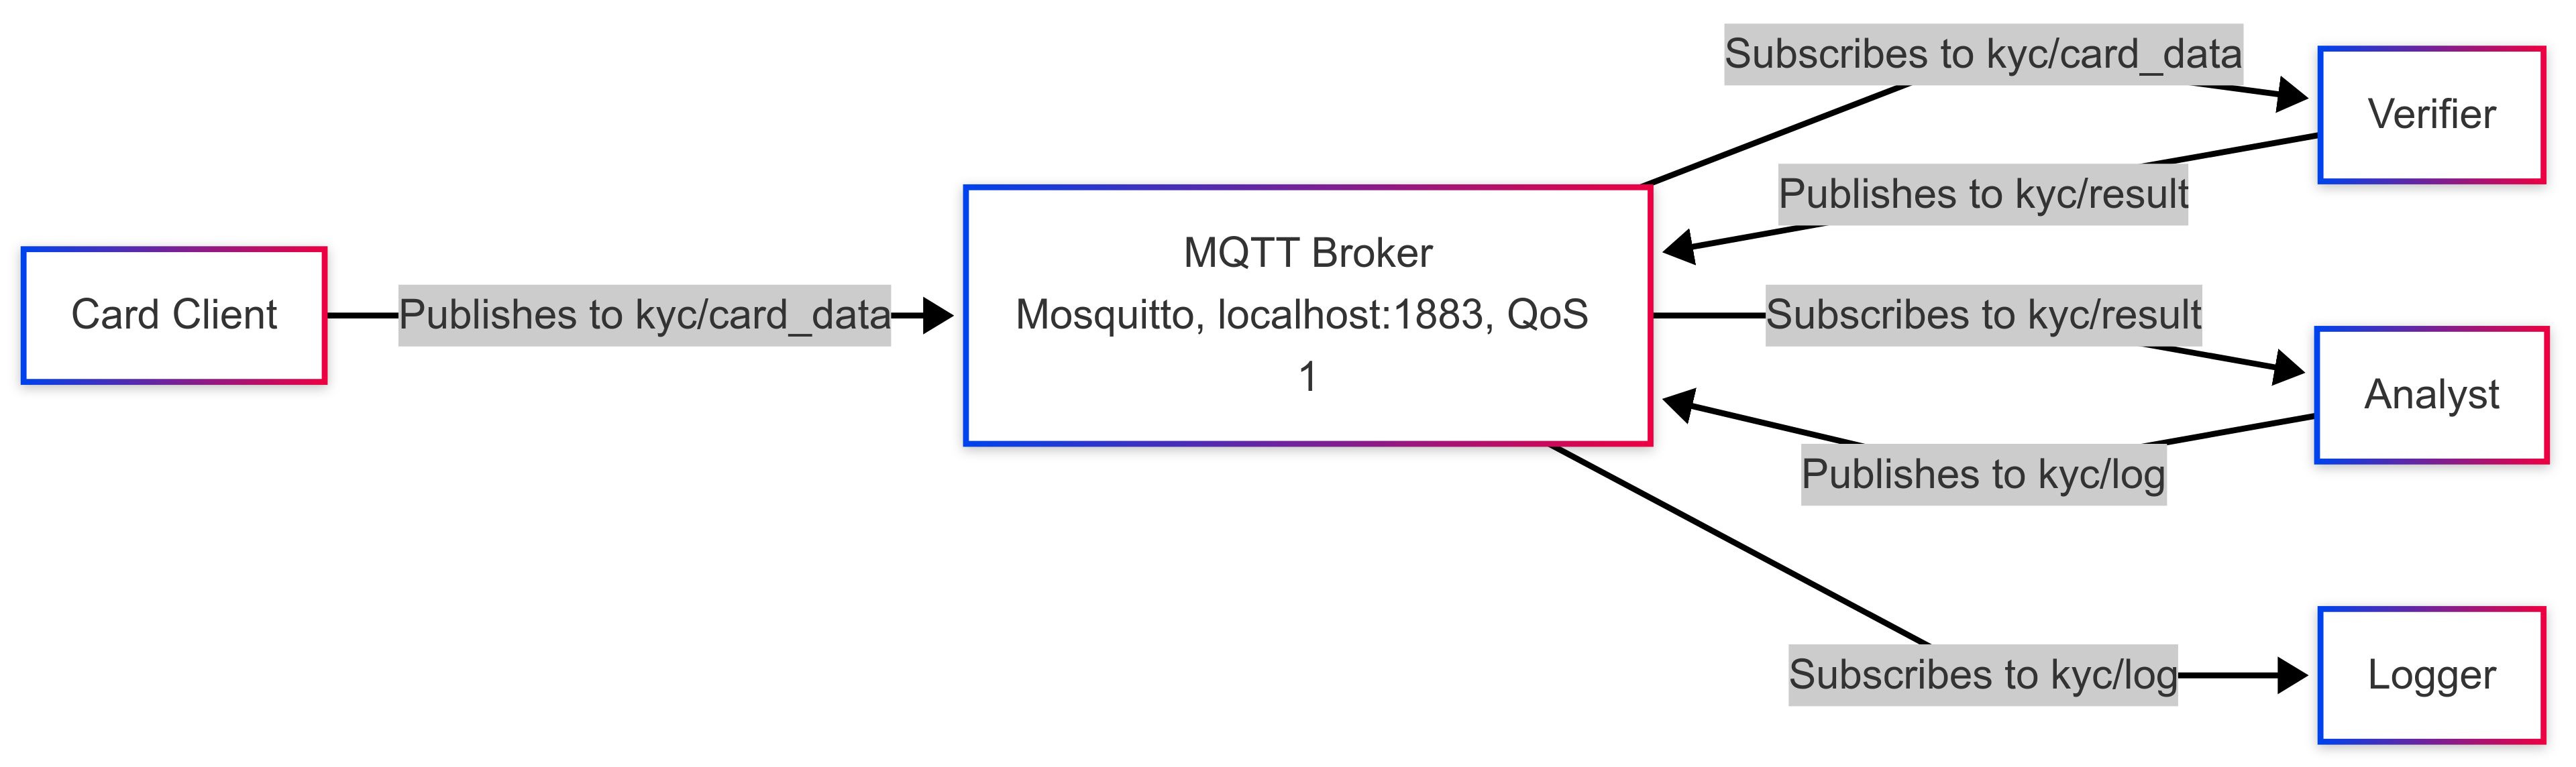 Card Client
Publishes to kyc/card_data
MQTT Broker
Mosquitto, localhost:1883, QoS
1
Subscribes to kyc/card_data
Publishes to kyc/result
Subscribes to kyc/result
Publishes to kyc/log
Subscribes to kyc/log
Verifier
Analyst
Logger